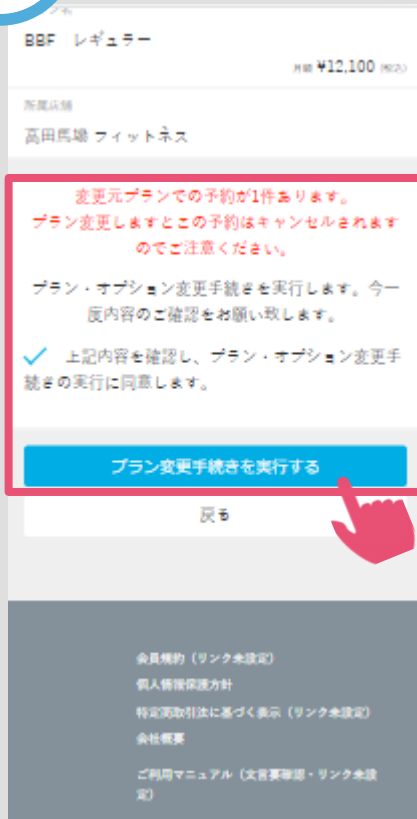 BBF レギュラー
月額 ¥12,100 (税込)
所属店舗
高田馬場 フィットネス
変更元プランでの予約が1件あります。
プラン変更しますとこの予約はキャンセルされます
のでご注意ください。
プラン・オプション変更手続きを実行します。今一
度内容のご確認をお願い致します。
上記内容を確認し、プラン・オプション変更手
続きの実行に同意します。
プラン変更手続きを実行する
戻る
会員規約（リンク未設定）
個人情報保護方針
特定商取引法に基づく表示（リンク未設定）
会社概要
ご利用マニュアル（文言要確認・リンク未設
定）